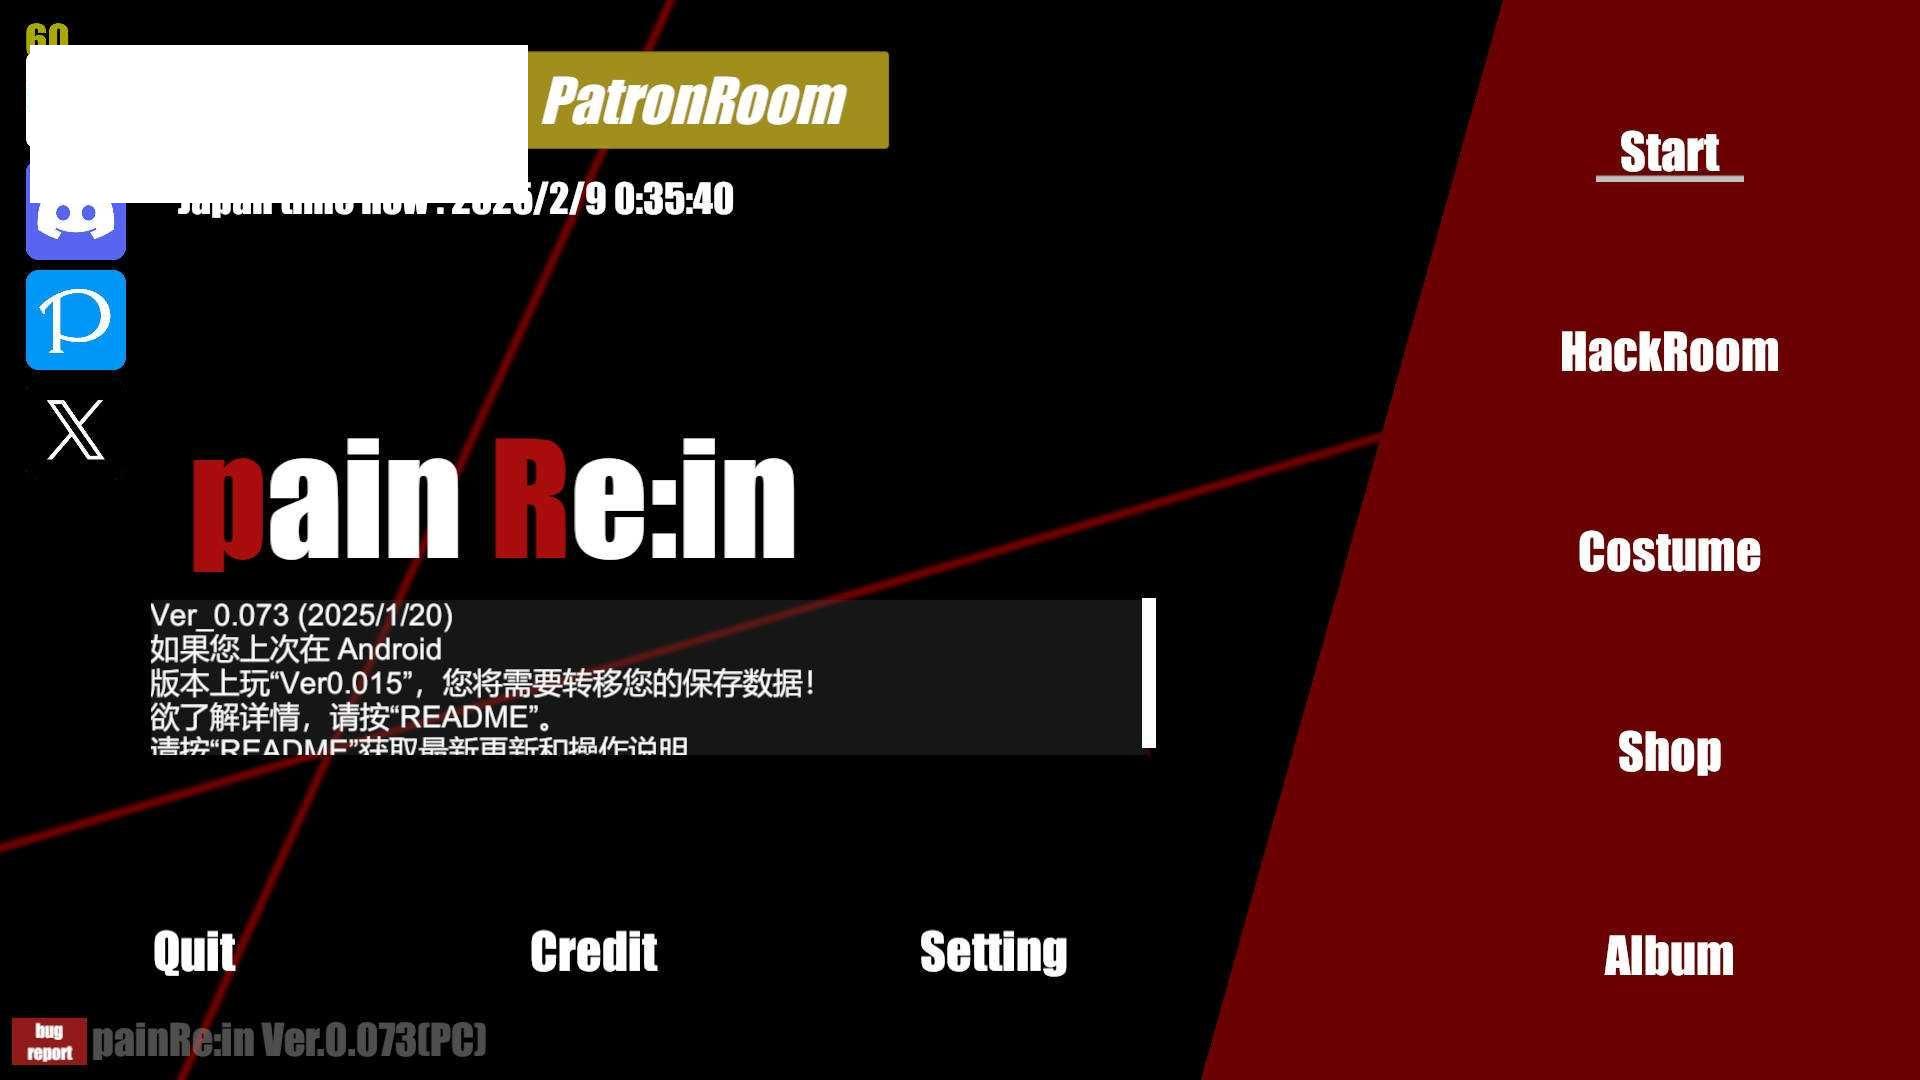 60
PatronRoom
Japan time now : 2025/2/9 0:35:40
pain Re:in
Ver_0.073 (2025/1/20)
如果您上次在 Android
版本上玩“Ver0.015”，您将需要转移您的保存数据！
欲了解详情，请按“README”。
请按“README”获取最新更新和操作说明
Start
HackRoom
Costume
Shop
Album
Quit
Credit
Setting
bug
report
painRe:in Ver.0.073(PC)